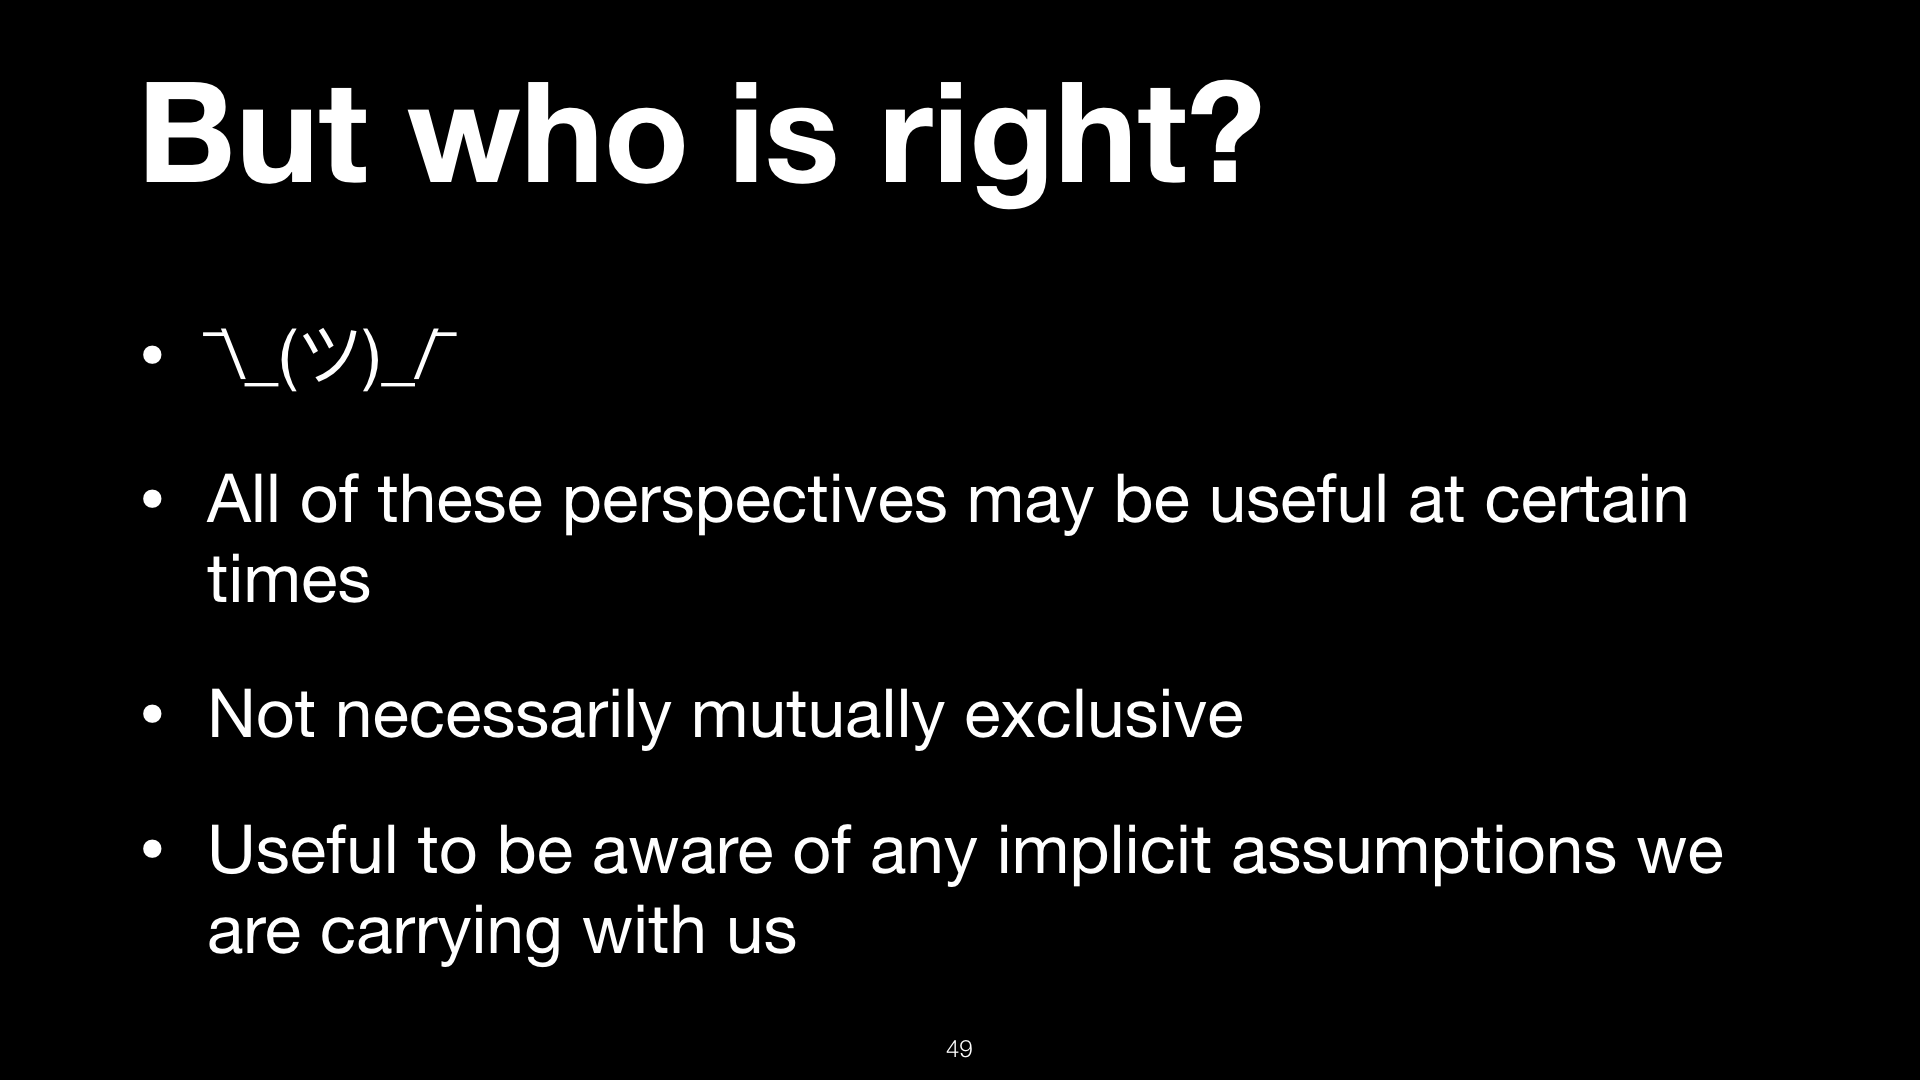 But who is right?
• ¯\_(ツ)_/¯
• All of these perspectives may be useful at certain
times
• Not necessarily mutually exclusive
• Useful to be aware of any implicit assumptions we
are carrying with us
49